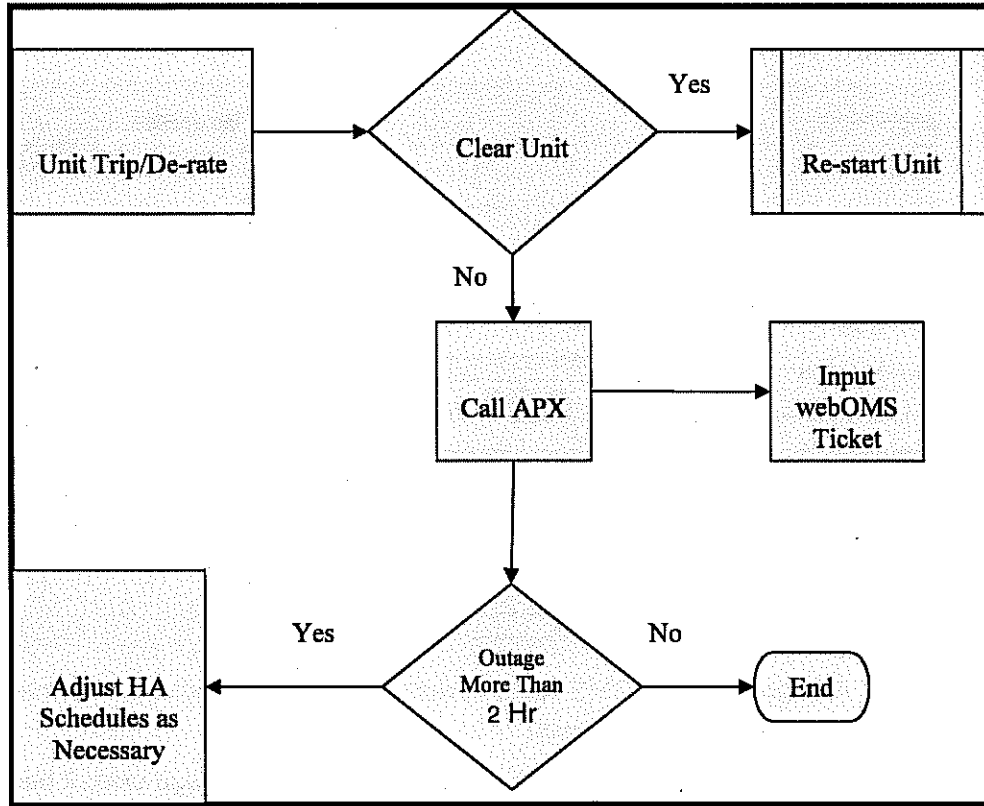 Yes
Unit Trip/De-rate
Clear Unit
Re-start Unit
No
Call APX
Input
webOMS
Ticket
Yes
No
Outage
More Than
2 Hr
End
Adjust HA
Schedules as
Necessary